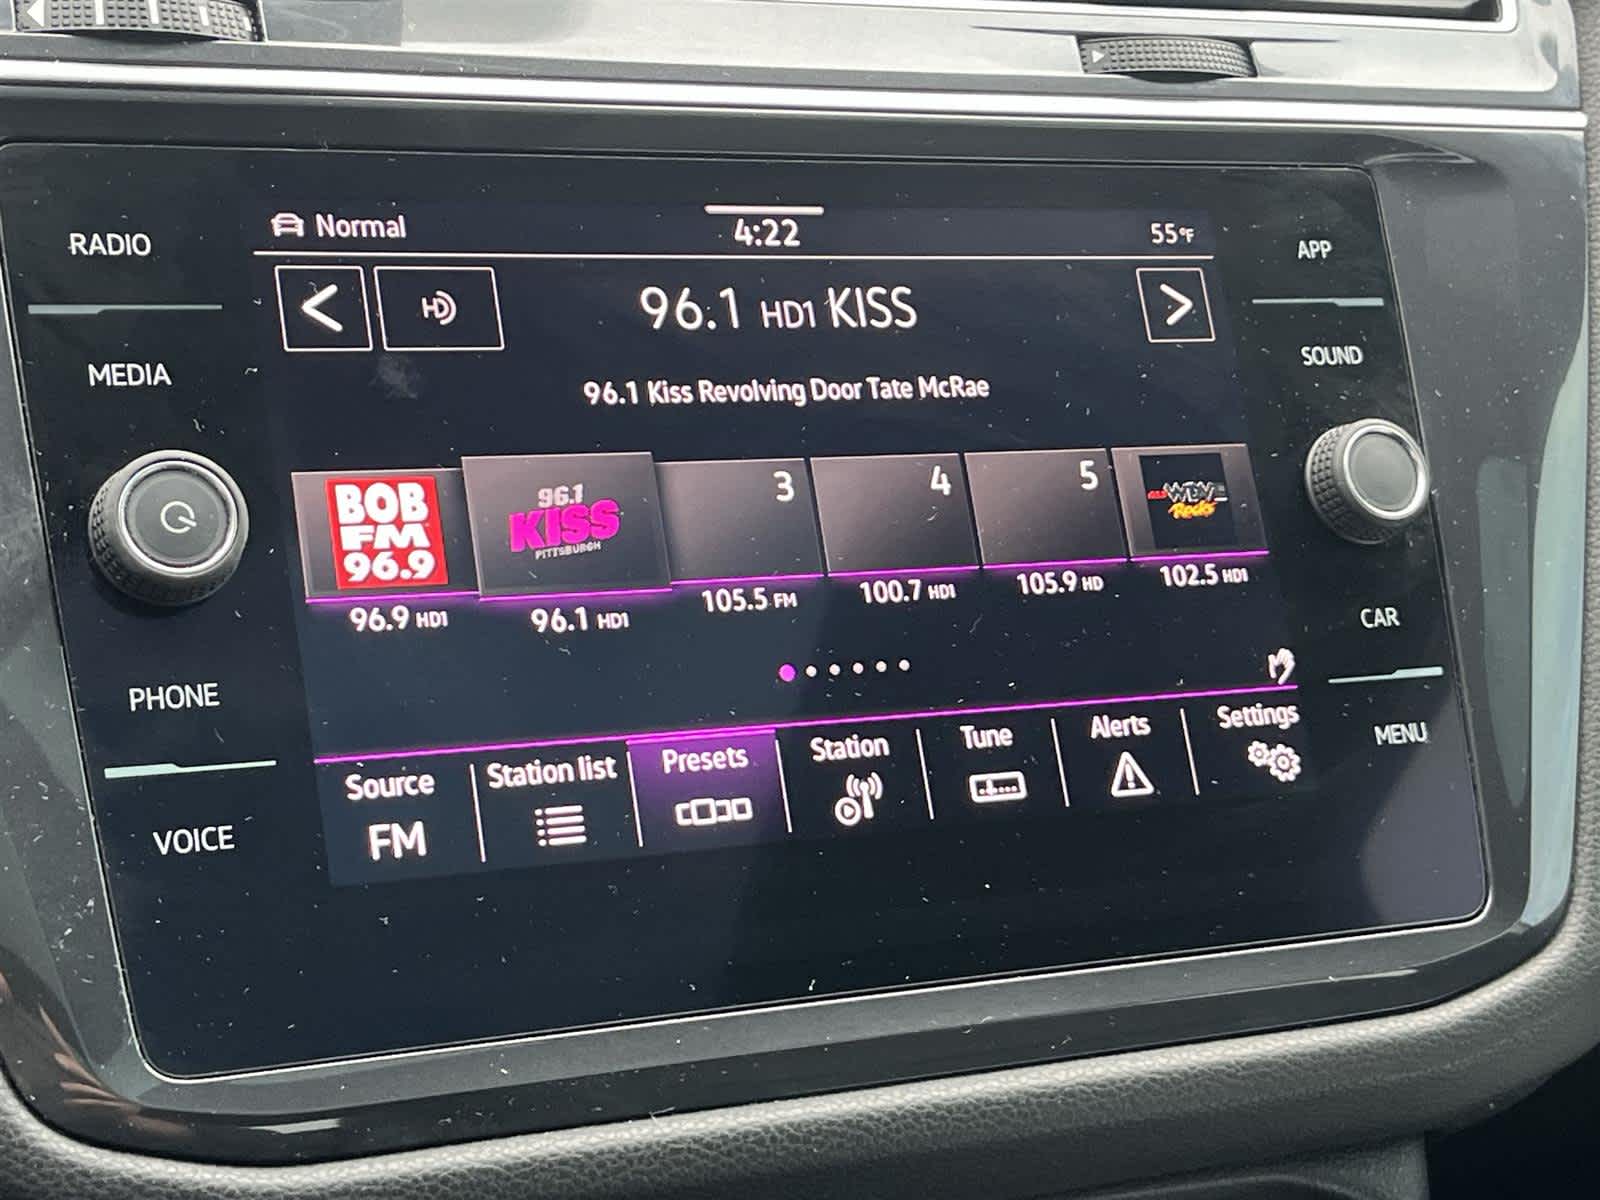 RADIO
MEDIA
PHONE
VOICE
Normal
4:22
55°F
HD
96.1 HD1 KISS
96.1 Kiss Revolving Door Tate McRae
BOB
FM
96.9
96.1
KISS
PITTSBURGH
3
4
5
WDVE
Rocks
96.9 HD1
96.1 HD1
105.5 FM
100.7 HD1
105.9 HD
102.5 HD1
Source
FM
Station list
Presets
Station
Tune
Alerts
Settings
APP
SOUND
CAR
MENU